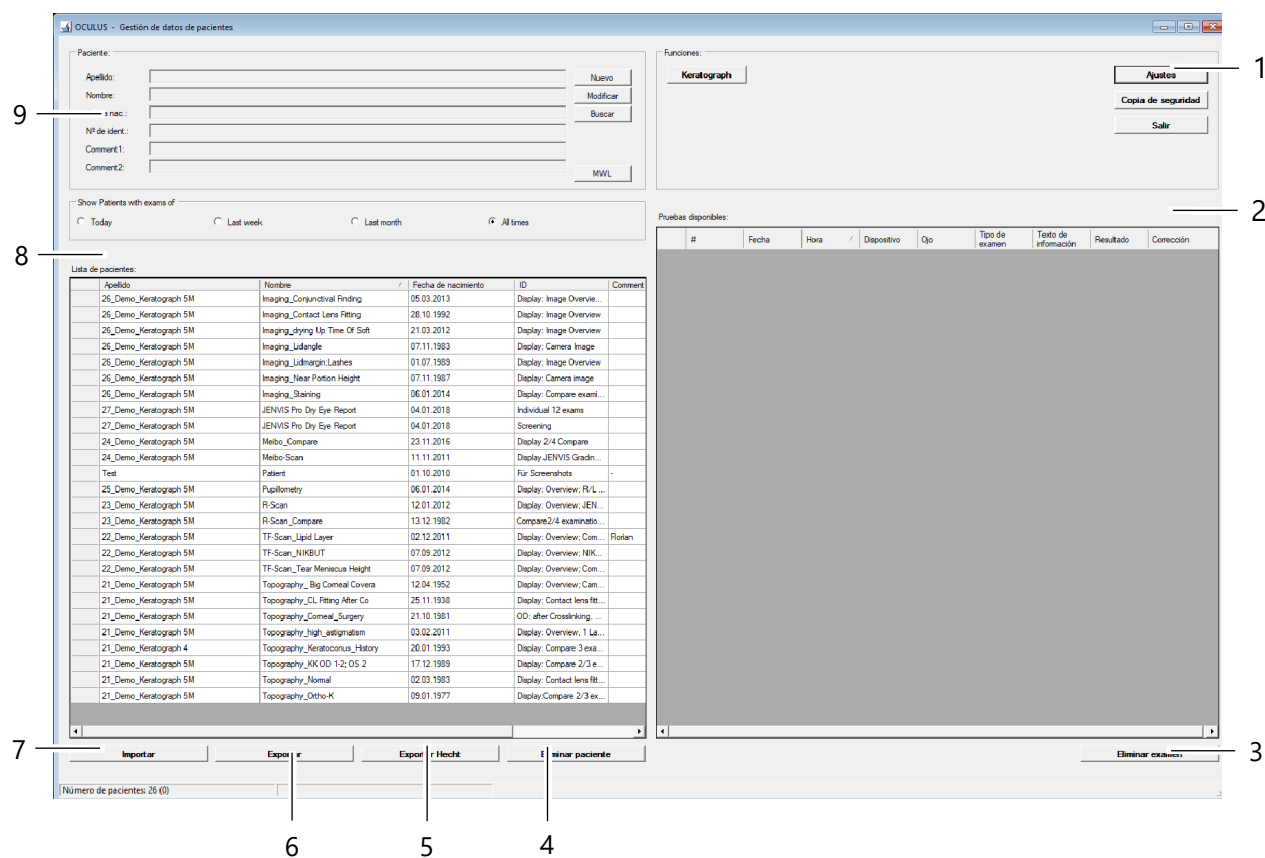 OCULUS - Gestión de datos de pacientes
Paciente:
Apellido:
Nuevo
Nombre:
Modificar
nac.:
Buscar
Nº de ident.:
Comment1:
Comment2:
MWL
Funciones:
Keratograph
Ajustes
Copia de seguridad
Salir
1
9
Show Patients with exams of
Today Last week Last month All times
2
Pruebas disponibles:
# Fecha Hora / Dispositivo Ojo Tipo de examen Texto de información Resultado Corrección
8
Lista de pacientes:
Apellido Nombre / Fecha de nacimiento ID Comment
26_Demo_Keratograph 5M Imaging_Conjunctival Finding 05.03.2013 Display: Image Overvie...
26_Demo_Keratograph 5M Imaging_Contact Lens Fitting 28.10.1992 Display: Image Overview
26_Demo_Keratograph 5M Imaging_drying Up Time Of Soft 21.03.2012 Display: Image Overview
26_Demo_Keratograph 5M Imaging_Lidangle 07.11.1983 Display: Camera Image
26_Demo_Keratograph 5M Imaging_Lidmargin;Lashes 01.07.1989 Display: Image Overview
26_Demo_Keratograph 5M Imaging_Near Portion Height 07.11.1987 Display: Camera image
26_Demo_Keratograph 5M Imaging_Staining 06.01.2014 Display: Compare exami...
27_Demo_Keratograph 5M JENVIS Pro Dry Eye Report 04.01.2018 Individual 12 exams
27_Demo_Keratograph 5M JENVIS Pro Dry Eye Report 04.01.2018 Screening
24_Demo_Keratograph 5M Meibo_Compare 23.11.2016 Display 2/4 Compare
24_Demo_Keratograph 5M Meibo-Scan 11.11.2011 Display.JENVIS Gradin...
Test Patient 01.10.2010 Für Screenshots -
25_Demo_Keratograph 5M Pupillometry 06.01.2014 Display: Overview; R/L ...
23_Demo_Keratograph 5M R-Scan 12.01.2012 Display: Overview; JEN...
23_Demo_Keratograph 5M R-Scan_Compare 13.12.1982 Compare2/4 examinatio...
22_Demo_Keratograph 5M TF-Scan_Lipid Layer 02.12.2011 Display: Overview; Com... Florian
22_Demo_Keratograph 5M TF-Scan_NIKBUT 07.09.2012 Display: Overview; NIK...
22_Demo_Keratograph 5M TF-Scan_Tear Meniscus Height 07.09.2012 Display: Overview; Com...
21_Demo_Keratograph 5M Topography_ Big Corneal Covera 12.04.1952 Display: Overview; Cam...
21_Demo_Keratograph 5M Topography_CL Fitting After Co 25.11.1938 Display: Contact lens fitt...
21_Demo_Keratograph 5M Topography_Corneal_Surgery 21.10.1981 OD: after Crosslinking, ...
21_Demo_Keratograph 5M Topography_high_astigmatism 03.02.2011 Display: Overview, 1 La...
21_Demo_Keratograph 4 Topography_Keratoconus_History 20.01.1993 Display: Compare 3 exa...
21_Demo_Keratograph 5M Topography_KK OD 1-2; OS 2 17.12.1989 Display: Compare 2/3 e...
21_Demo_Keratograph 5M Topography_Normal 02.03.1983 Display: Contact lens fitt...
21_Demo_Keratograph 5M Topography_Ortho-K 09.01.1977 Display:Compare 2/3 ex...
7
Importar Exportar Exportar Hecht Eliminar paciente
Eliminar examen
3
Número de pacientes: 26 (0)
6 5 4